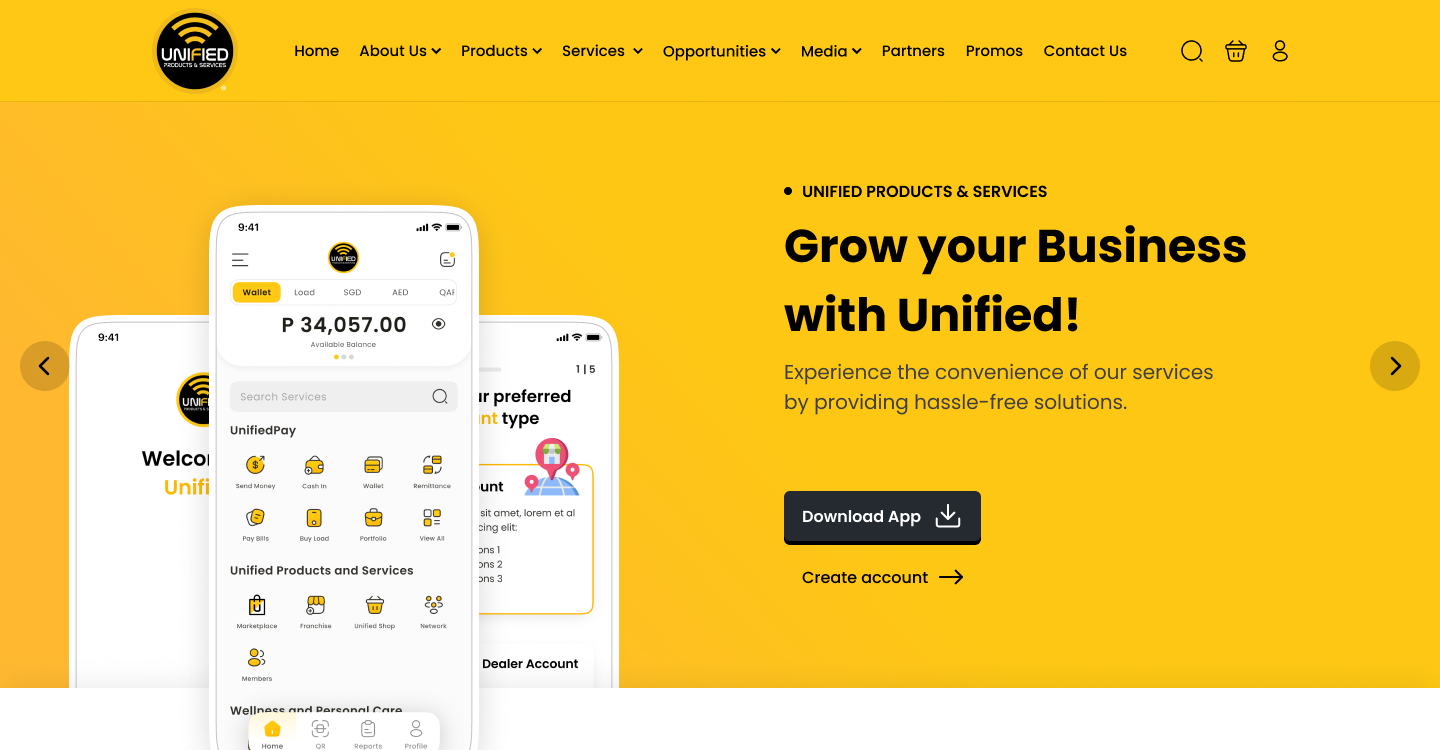 UNIFIED
PRODUCTS & SERVICES
Home
About Us
Products
Services
Opportunities
Media
Partners
Promos
Contact Us
UNIFIED PRODUCTS & SERVICES
Grow your Business
with Unified!
Experience the convenience of our services
by providing hassle-free solutions.
Download App
Create account
9:41
UNIFIED
Wallet
Load
SGD
AED
QAR
P 34,057.00
Available Balance
Search Services
UnifiedPay
Send Money
Cash In
Wallet
Remittance
Pay Bills
Buy Load
Portfolio
View All
Unified Products and Services
Marketplace
Franchise
Unified Shop
Network
Members
Wellness and Personal Care
Home
QR
Reports
Profile
9:41
UNIF
PRODUCTS & S
Welco
Unifi
1 | 5
ur preferred
nt type
ount
sit amet, lorem et al
cing elit:
ons 1
ons 2
ons 3
Dealer Account